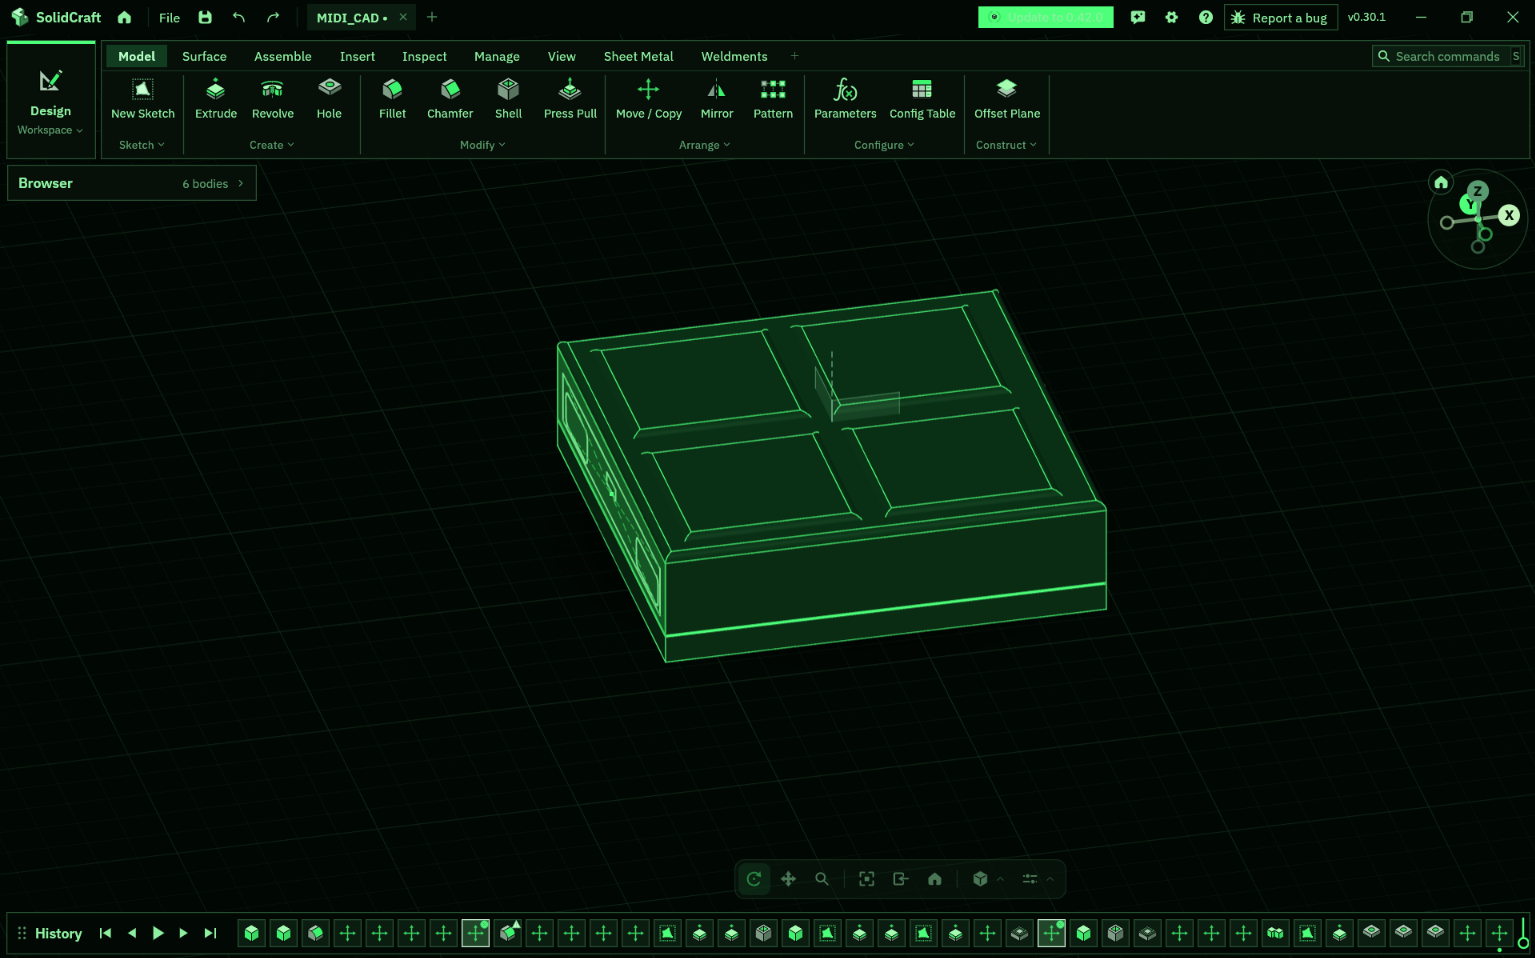 SolidCraft
File
MIDI_CAD •
Update to 0.42.0
Report a bug
v0.30.1
Design
Workspace
Model Surface Assemble Insert Inspect Manage View Sheet Metal Weldments
Search commands S
New Sketch Extrude Revolve Hole Fillet Chamfer Shell Press Pull Move / Copy Mirror Pattern Parameters Config Table Offset Plane
Sketch Create Modify Arrange Configure Construct
Browser 6 bodies
Z
Y
X
History